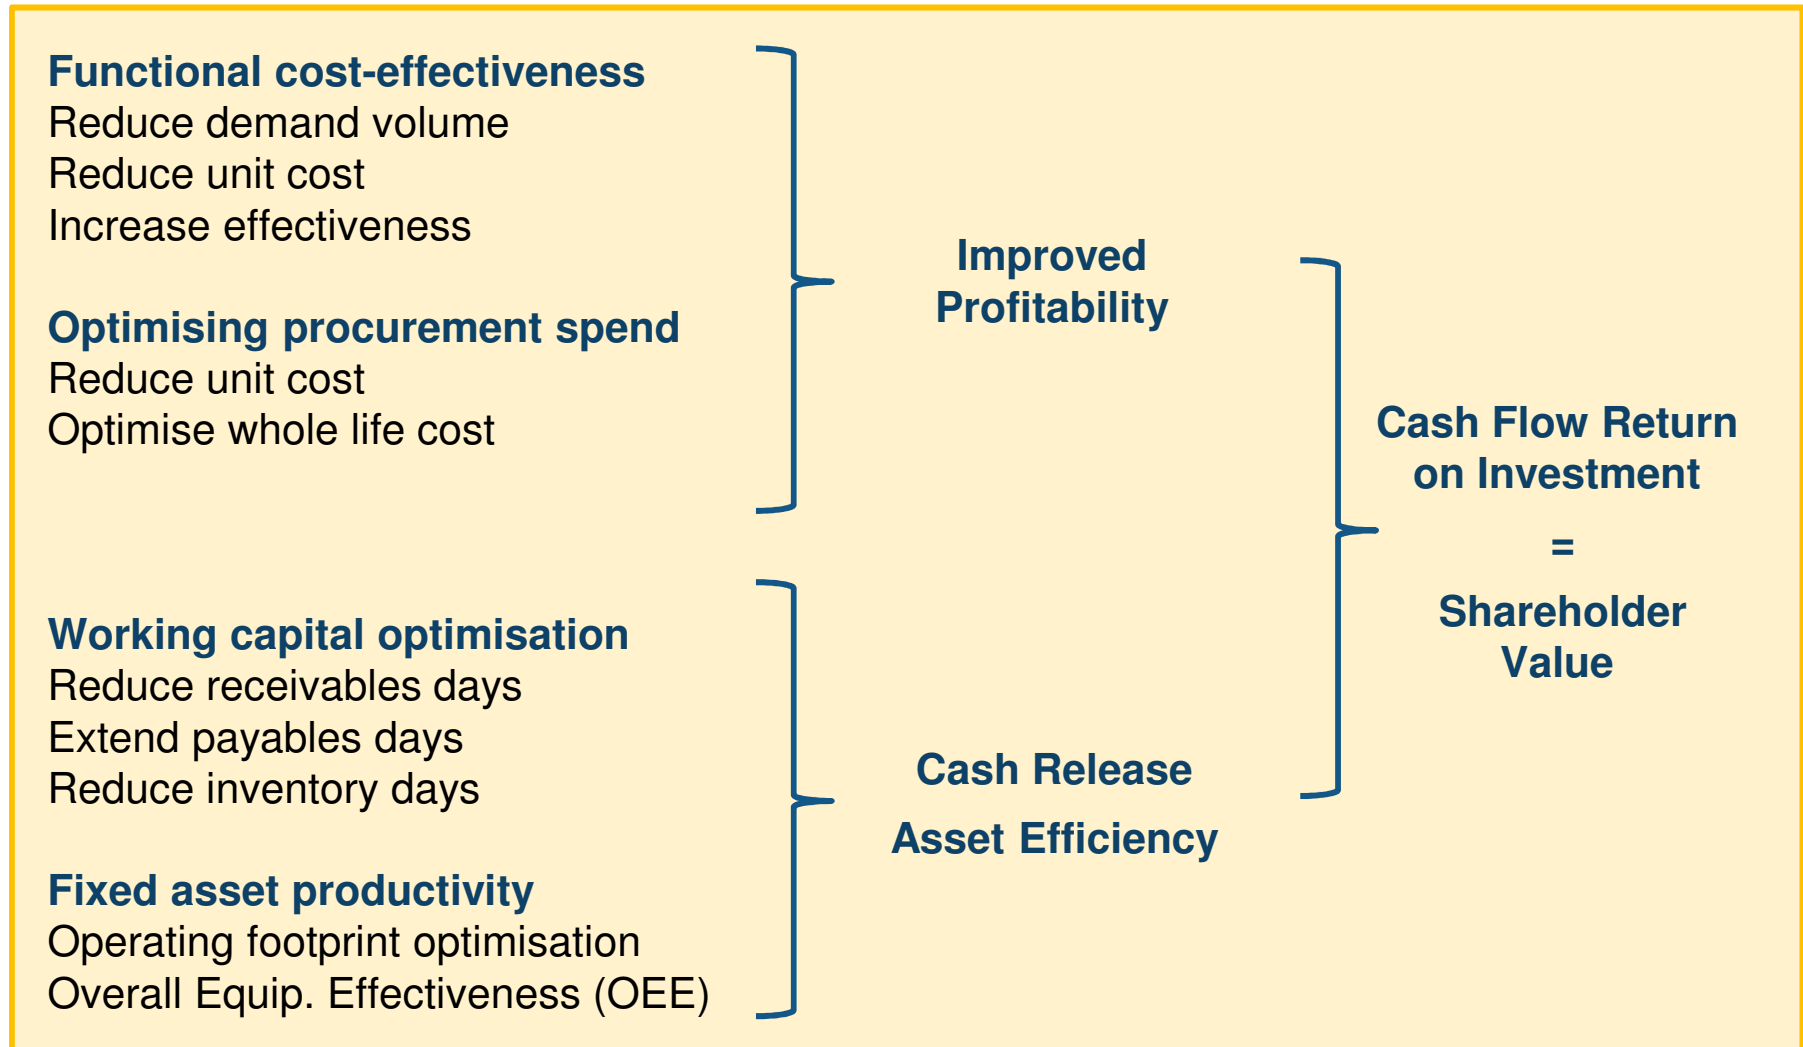 Functional cost-effectiveness
Reduce demand volume
Reduce unit cost
Increase effectiveness
Optimising procurement spend
Reduce unit cost
Optimise whole life cost
Working capital optimisation
Reduce receivables days
Extend payables days
Reduce inventory days
Fixed asset productivity
Operating footprint optimisation
Overall Equip. Effectiveness (OEE)
Improved
Profitability
Cash Release
Asset Efficiency
Cash Flow Return
on Investment
=
Shareholder
Value